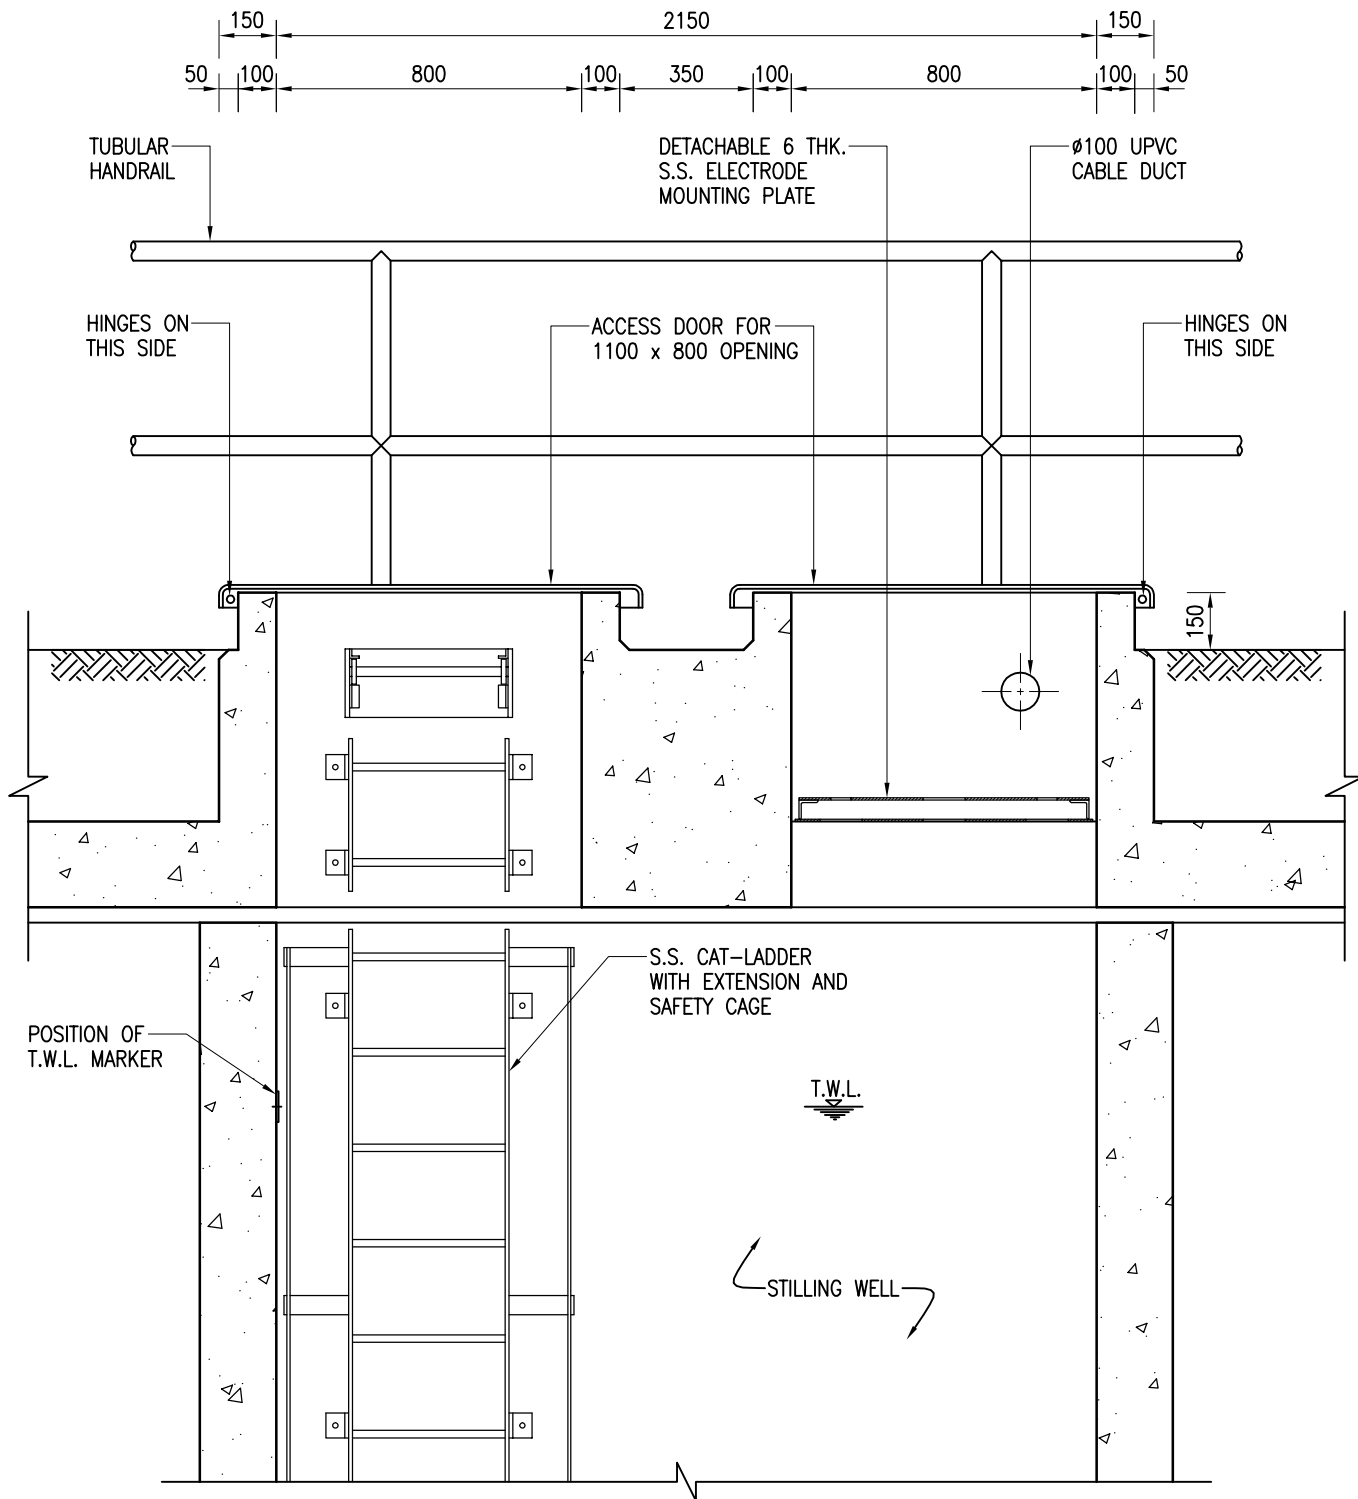 150 2150 150
50 100 800 100 350 100 800 100 50
TUBULAR
HANDRAIL
DETACHABLE 6 THK.
S.S. ELECTRODE
MOUNTING PLATE
ø100 UPVC
CABLE DUCT
HINGES ON
THIS SIDE
ACCESS DOOR FOR
1100 x 800 OPENING
HINGES ON
THIS SIDE
150
S.S. CAT-LADDER
WITH EXTENSION AND
SAFETY CAGE
POSITION OF
T.W.L. MARKER
T.W.L.
STILLING WELL